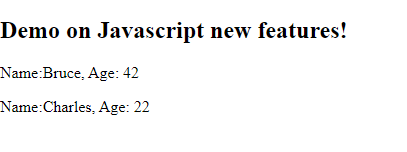 Demo on Javascript new features!
Name:Bruce, Age: 42
Name:Charles, Age: 22